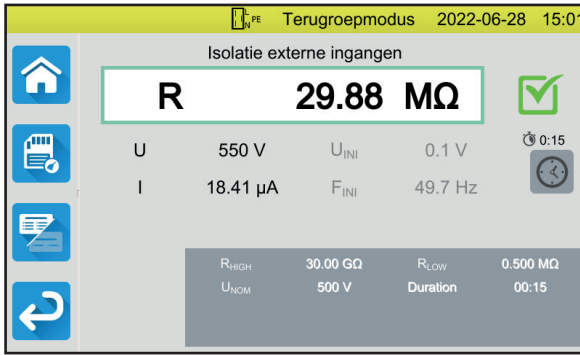 L N PE Terugroepmodus 2022-06-28 15:01
Isolatie externe ingangen
R 29.88 MΩ
U 550 V UINI 0.1 V 0:15
I 18.41 µA FINI 49.7 Hz
RHIGH 30.00 GΩ RLOW 0.500 MΩ
UNOM 500 V Duration 00:15